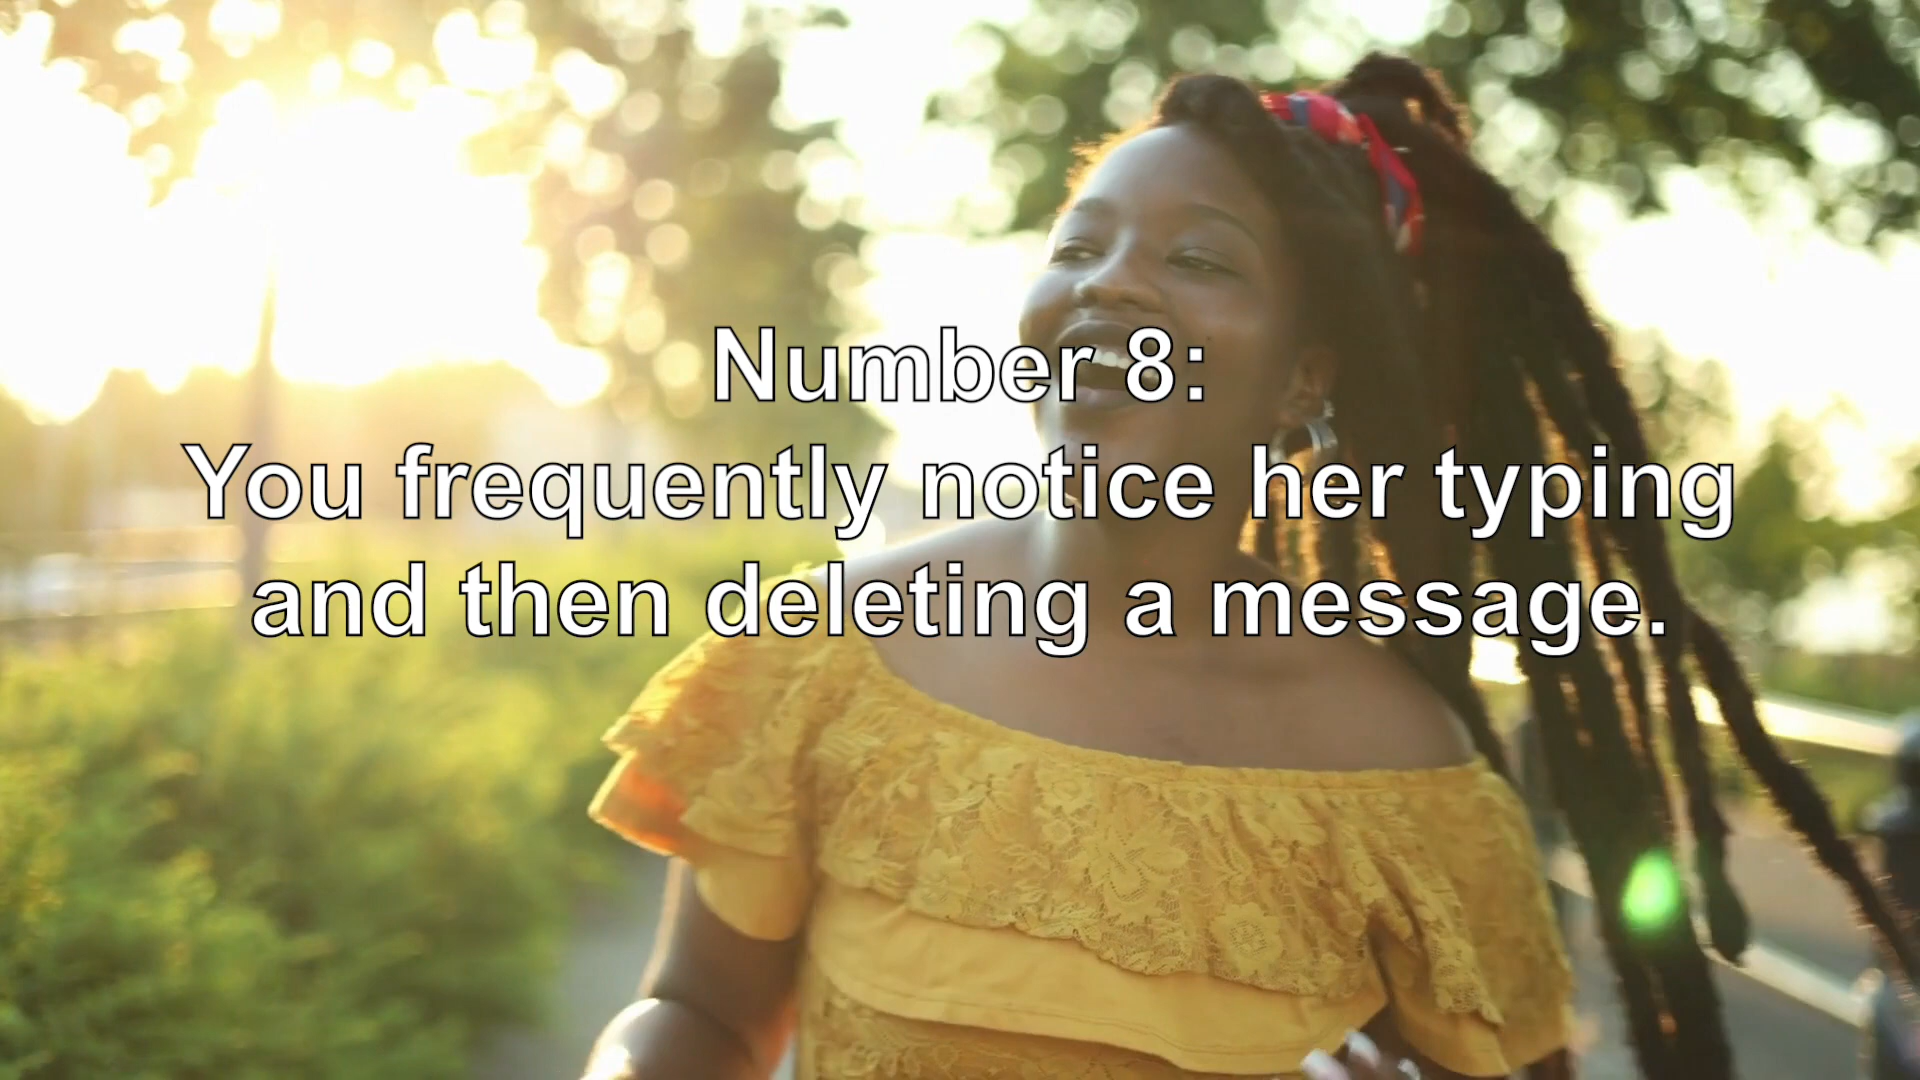 Number 8:
You frequently notice her typing
and then deleting a message.